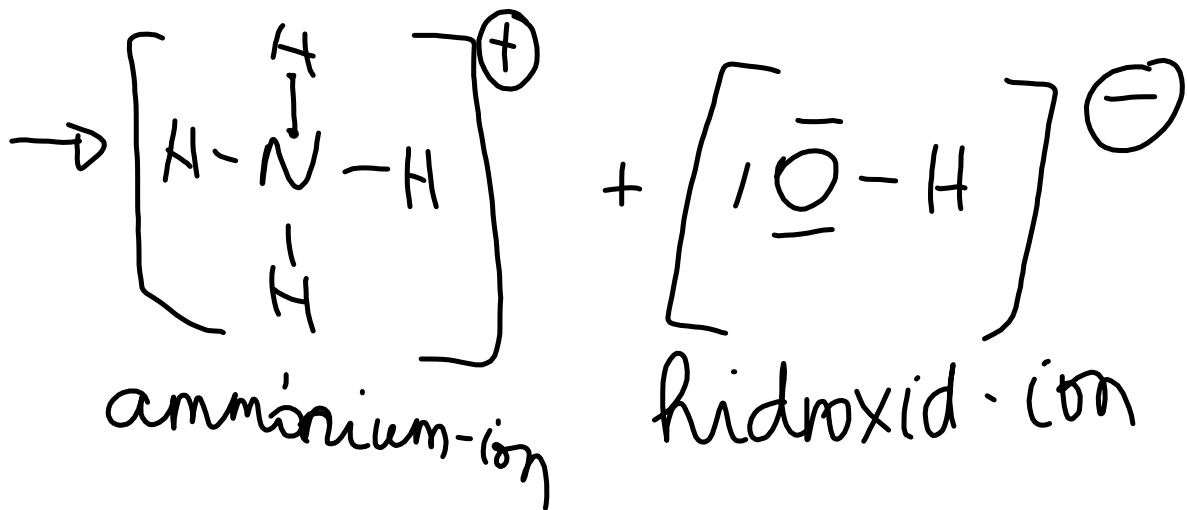 → [ H - N - H ] ⊕ + [ |O̲̅ - H ] ⊖
H
|
H - N - H
|
H
ammónium-ion hidroxid-ion